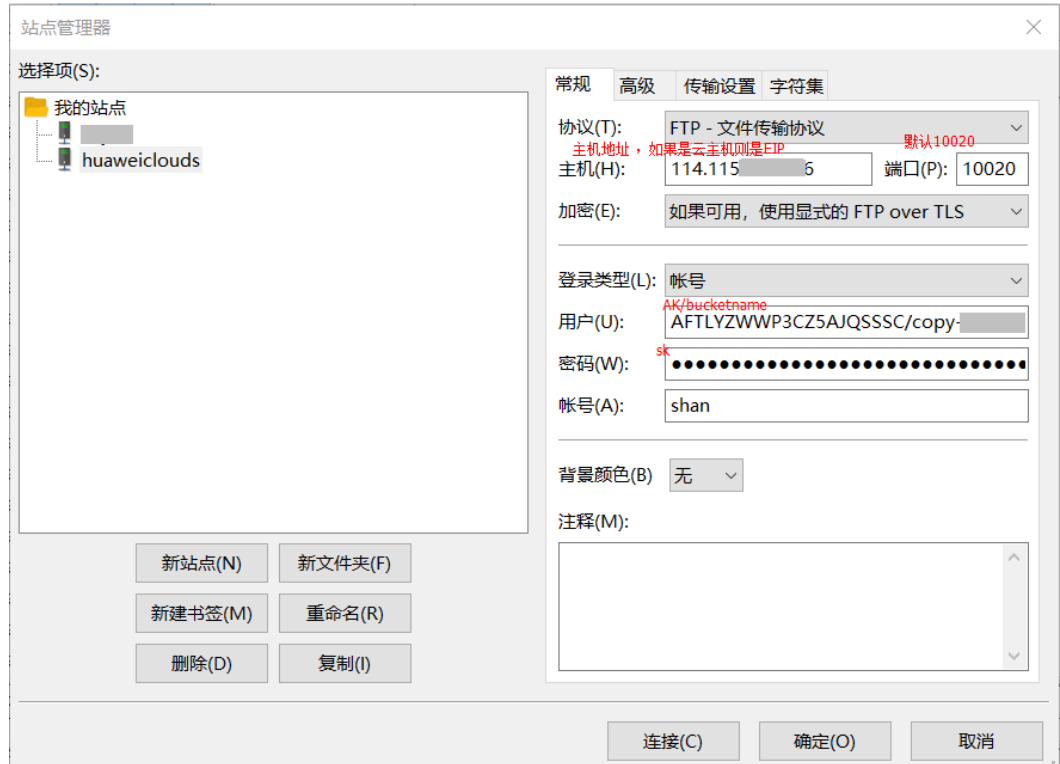 站点管理器
选择项(S):
我的站点
huaweiclouds
新站点(N) 新文件夹(F)
新建书签(M) 重命名(R)
删除(D) 复制(I)
常规 高级 传输设置 字符集
协议(T): FTP - 文件传输协议
主机地址，如果是云主机则是EIP 默认10020
主机(H): 114.115 6 端口(P): 10020
加密(E): 如果可用，使用显式的 FTP over TLS
登录类型(L): 帐号
AK/bucketname
用户(U): AFTLYZWWP3CZ5AJQSSSC/copy-
sk
密码(W): ●●●●●●●●●●●●●●●●●●●●●●●●●●●●●●
帐号(A): shan
背景颜色(B) 无
注释(M):
连接(C) 确定(O) 取消